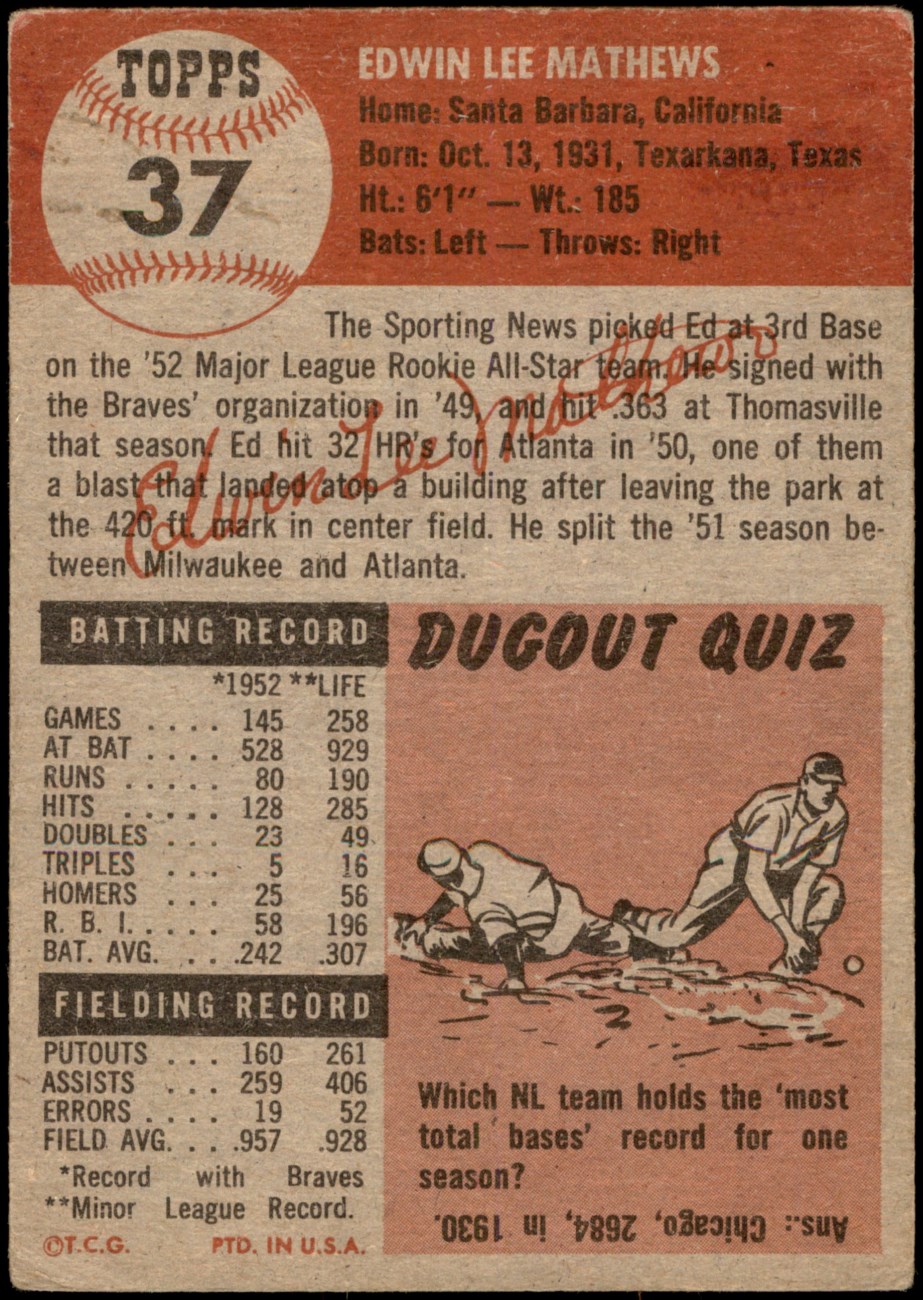 TOPPS
37
EDWIN LEE MATHEWS
Home: Santa Barbara, California
Born: Oct. 13, 1931, Texarkana, Texas
Ht.: 6'1" — Wt.: 185
Bats: Left — Throws: Right
The Sporting News picked Ed at 3rd Base
on the '52 Major League Rookie All-Star team. He signed with
the Braves' organization in '49, and hit .363 at Thomasville
that season. Ed hit 32 HR's for Atlanta in '50, one of them
a blast that landed atop a building after leaving the park at
the 420 ft. mark in center field. He split the '51 season be-
tween Milwaukee and Atlanta.
Edwin Lee Mathews
BATTING RECORD
*1952 **LIFE
GAMES .... 145 258
AT BAT .... 528 929
RUNS ..... 80 190
HITS ..... 128 285
DOUBLES ... 23 49
TRIPLES ... 5 16
HOMERS ... 25 56
R. B. I. .... 58 196
BAT. AVG. ... .242 .307
FIELDING RECORD
PUTOUTS ... 160 261
ASSISTS ... 259 406
ERRORS .... 19 52
FIELD AVG. ... .957 .928
*Record with Braves
**Minor League Record.
©T.C.G. PTD. IN U.S.A.
DUGOUT QUIZ
Which NL team holds the 'most
total bases' record for one
season?
Ans.: Chicago, 2684, in 1930.